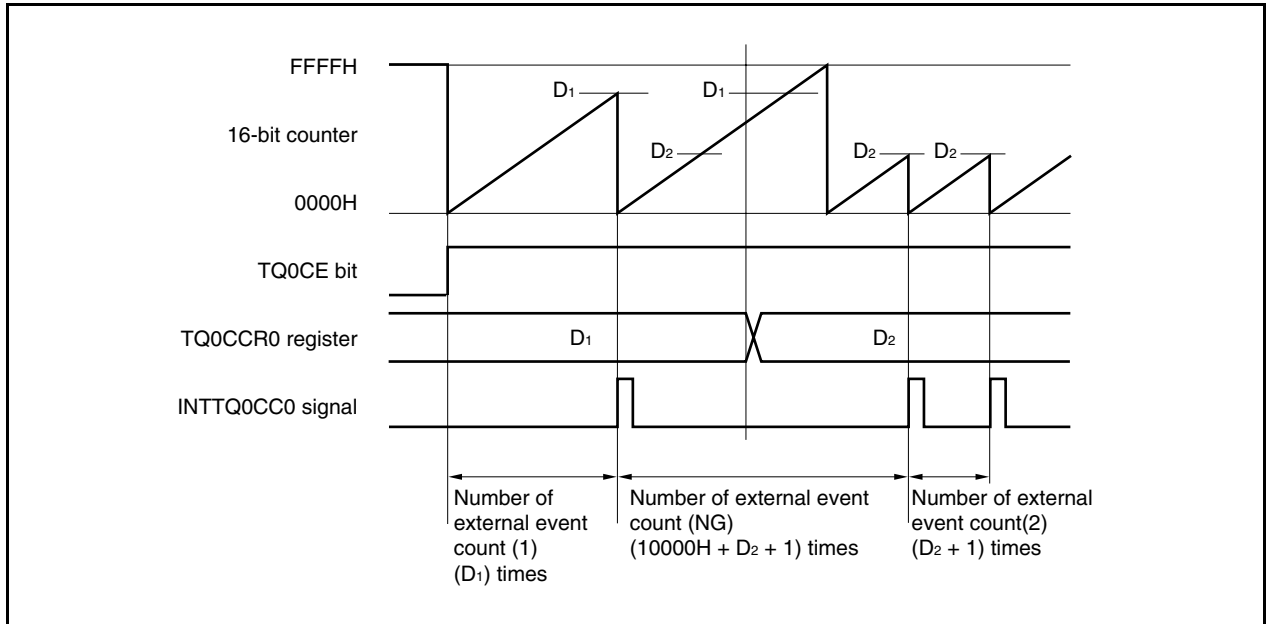 FFFFH
D1
D1
16-bit counter
D2
D2
D2
0000H
TQ0CE bit
TQ0CCR0 register
D1
D2
INTTQ0CC0 signal
Number of
external event
count (1)
(D1) times
Number of external event
count (NG)
(10000H + D2 + 1) times
Number of external
event count(2)
(D2 + 1) times